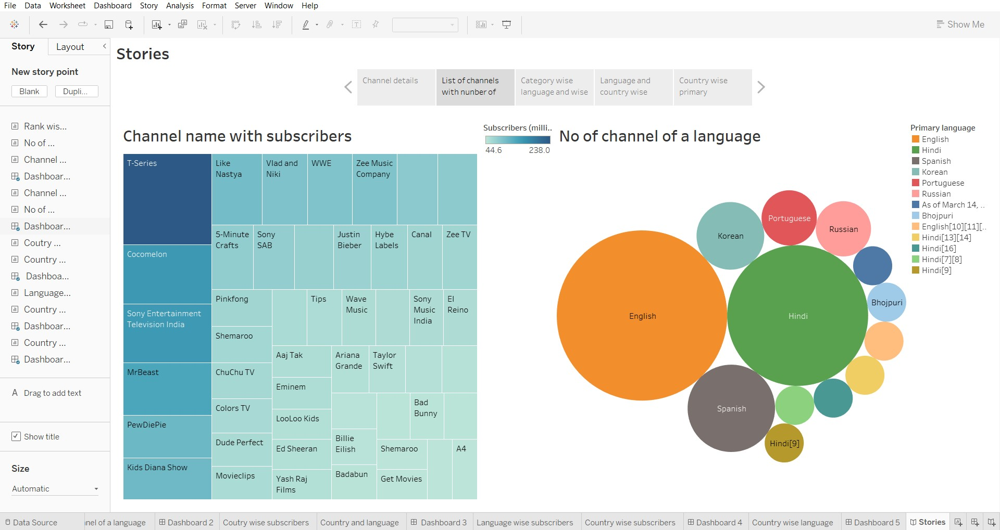 File Data Worksheet Dashboard Story Analysis Format Server Window Help
Show Me
Story Layout
New story point
Blank Dupli...
Rank wis...
No of ...
Channel ...
Dashboar...
Channel ...
No of ...
Dashboar...
Coutry ...
Country ...
Dashboa...
Language...
Country ...
Dashboar...
Country ...
Dashboar...
A Drag to add text
Show title
Size
Automatic
Stories
Channel details
List of channels
with nunber of
Category wise
language and wise
Language and
country wise
Country wise
primary
Channel name with subscribers
T-Series
Cocomelon
Sony Entertainment
Television India
MrBeast
PewDiePie
Kids Diana Show
Like
Nastya
Vlad and
Niki
WWE
Zee Music
Company
5-Minute
Crafts
Sony
SAB
Justin
Bieber
Hybe
Labels
Canal
Zee TV
Pinkfong
Shemaroo
ChuChu TV
Colors TV
Dude Perfect
Movieclips
Tips
Wave
Music
Sony
Music
India
El
Reino
Aaj Tak
Eminem
LooLoo Kids
Ed Sheeran
Yash Raj
Films
Ariana
Grande
Taylor
Swift
Billie
Eilish
Badabun
Bad
Bunny
Shemaroo
Get Movies
A4
Subscribers (milli..
44.6 238.0
No of channel of a language
English
Hindi
Spanish
Korean
Portuguese
Russian
Bhojpuri
Hindi[9]
Primary language
English
Hindi
Spanish
Korean
Portuguese
Russian
As of March 14, ..
Bhojpuri
English[10][11][..
Hindi[13][14]
Hindi[16]
Hindi[7][8]
Hindi[9]
Data Source nel of a language Dashboard 2 Coutry wise subscribers Country and language Dashboard 3 Language wise subscribers Country wise subscribers Dashboard 4 Country wise language Dashboard 5 Stories